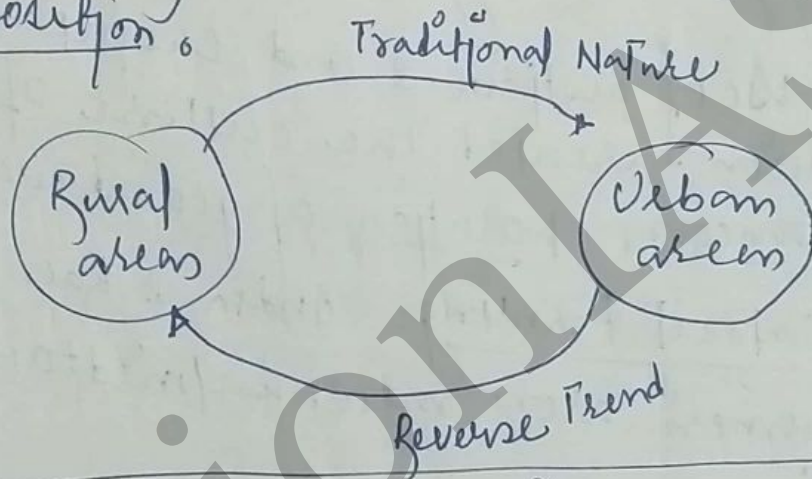 Traditional Nature
Rural
areas
Urban
areas
Reverse Trend